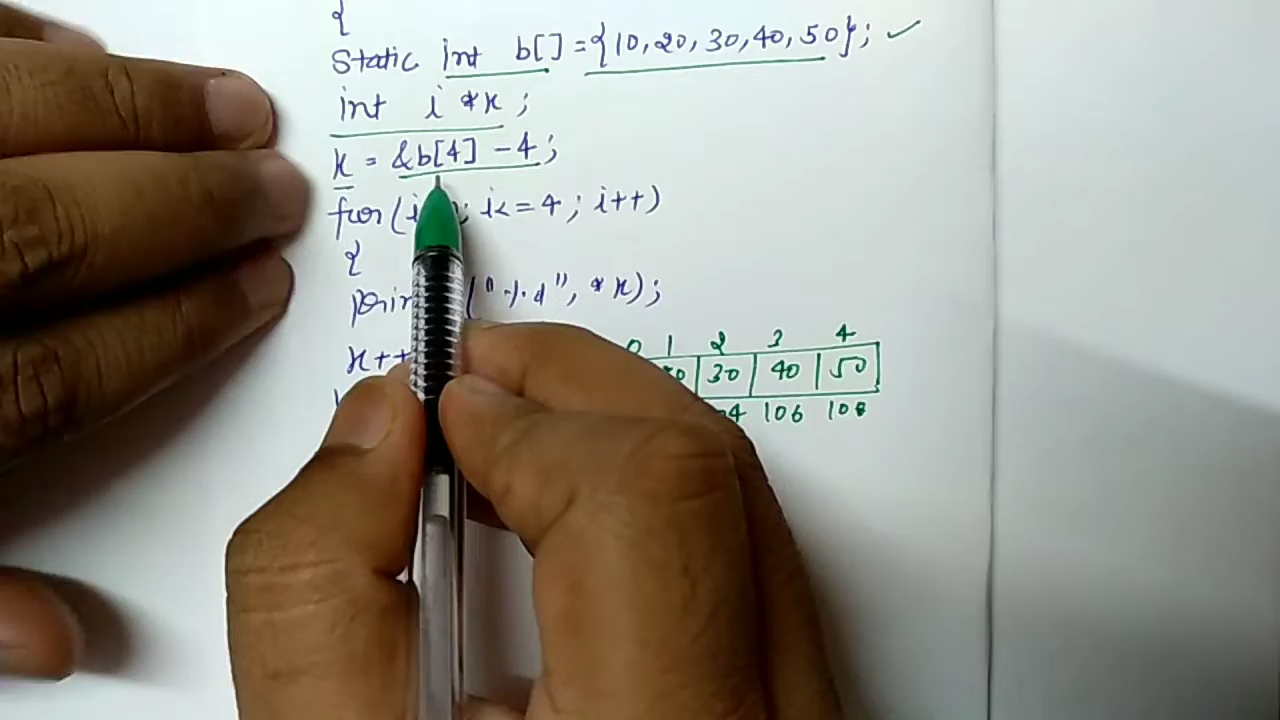 {
Static int b[] = {10, 20, 30, 40, 50}; ✓
int i *k;
k = &b[4] - 4;
for(i ; i<=4; i++)
{
("%d", *k);
k++
1 2 3 4
30 40 50
106 108